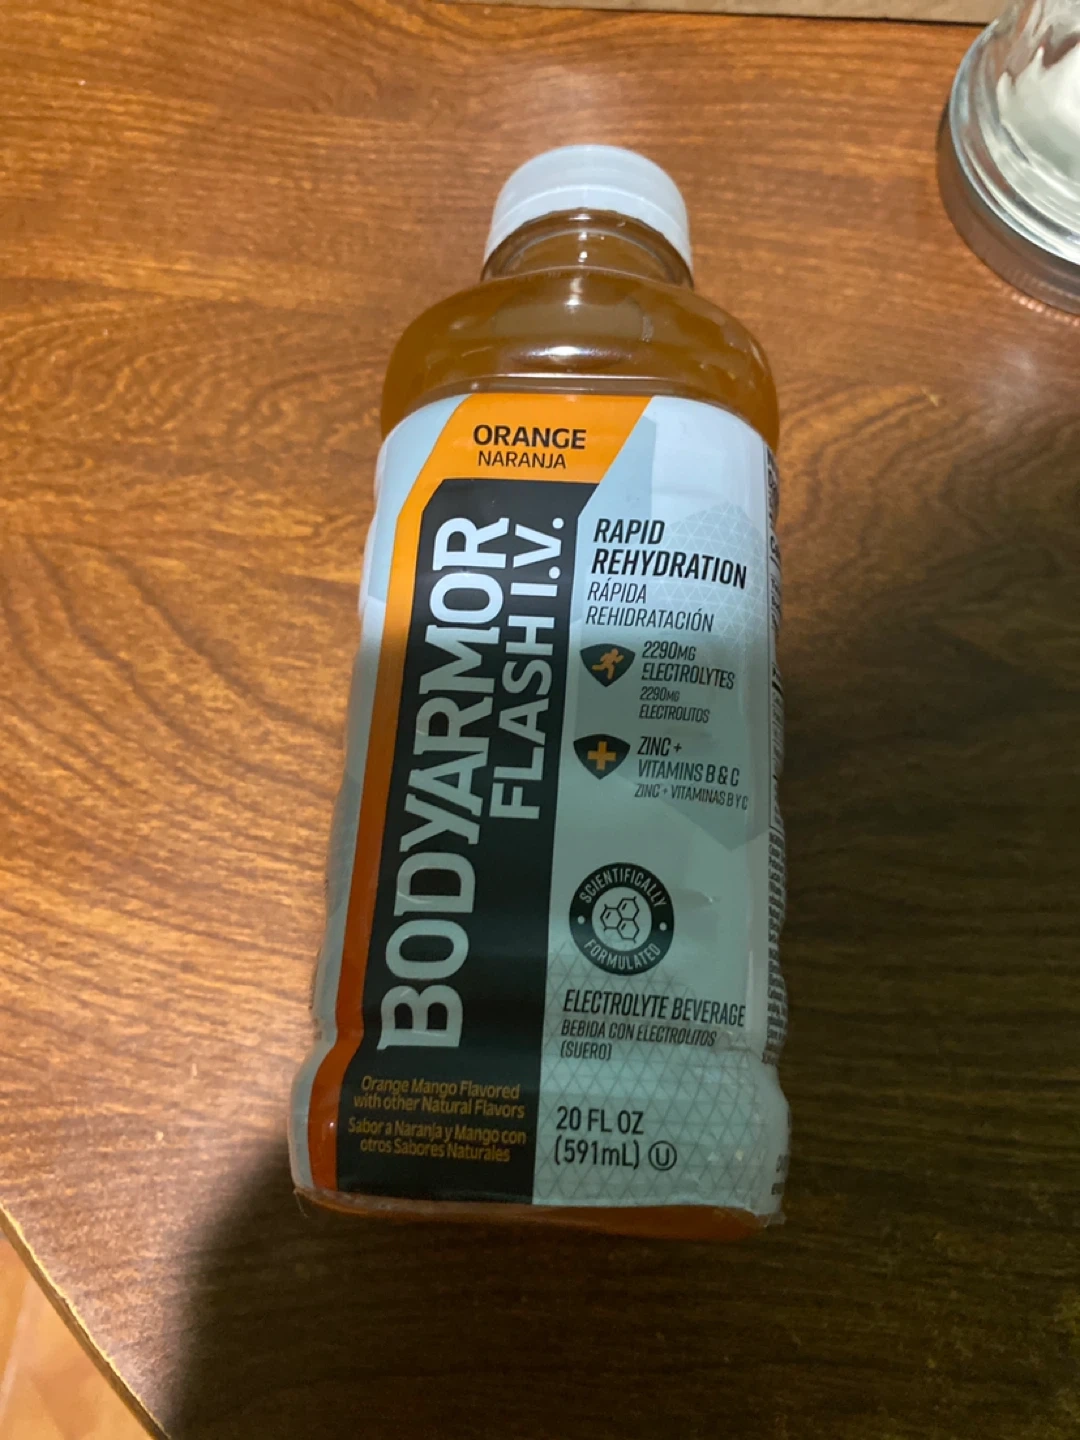 ORANGE
NARANJA
BODYARMOR
FLASH I.V.
RAPID
REHYDRATION
RÁPIDA
REHIDRATACIÓN
2290MG
ELECTROLYTES
2290MG
ELECTROLITOS
ZINC +
VITAMINS B & C
ZINC + VITAMINAS B Y C
SCIENTIFICALLY
FORMULATED
ELECTROLYTE BEVERAGE
BEBIDA CON ELECTROLITOS
(SUERO)
Orange Mango Flavored
with other Natural Flavors
Sabor a Naranja y Mango con
otros Sabores Naturales
20 FL OZ
(591mL) U